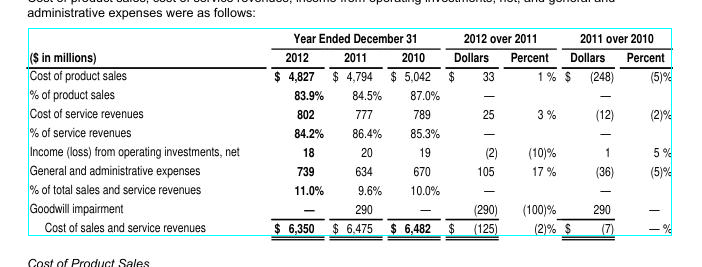 administrative expenses were as follows:
Year Ended December 31 2012 over 2011 2011 over 2010
($ in millions) 2012 2011 2010 Dollars Percent Dollars Percent
Cost of product sales $ 4,827 $ 4,794 $ 5,042 $ 33 1 % $ (248) (5)%
% of product sales 83.9% 84.5% 87.0% — —
Cost of service revenues 802 777 789 25 3 % (12) (2)%
% of service revenues 84.2% 86.4% 85.3% — —
Income (loss) from operating investments, net 18 20 19 (2) (10)% 1 5 %
General and administrative expenses 739 634 670 105 17 % (36) (5)%
% of total sales and service revenues 11.0% 9.6% 10.0% — —
Goodwill impairment — 290 — (290) (100)% 290 —
Cost of sales and service revenues $ 6,350 $ 6,475 $ 6,482 $ (125) (2)% $ (7) — %
Cost of Product Sales